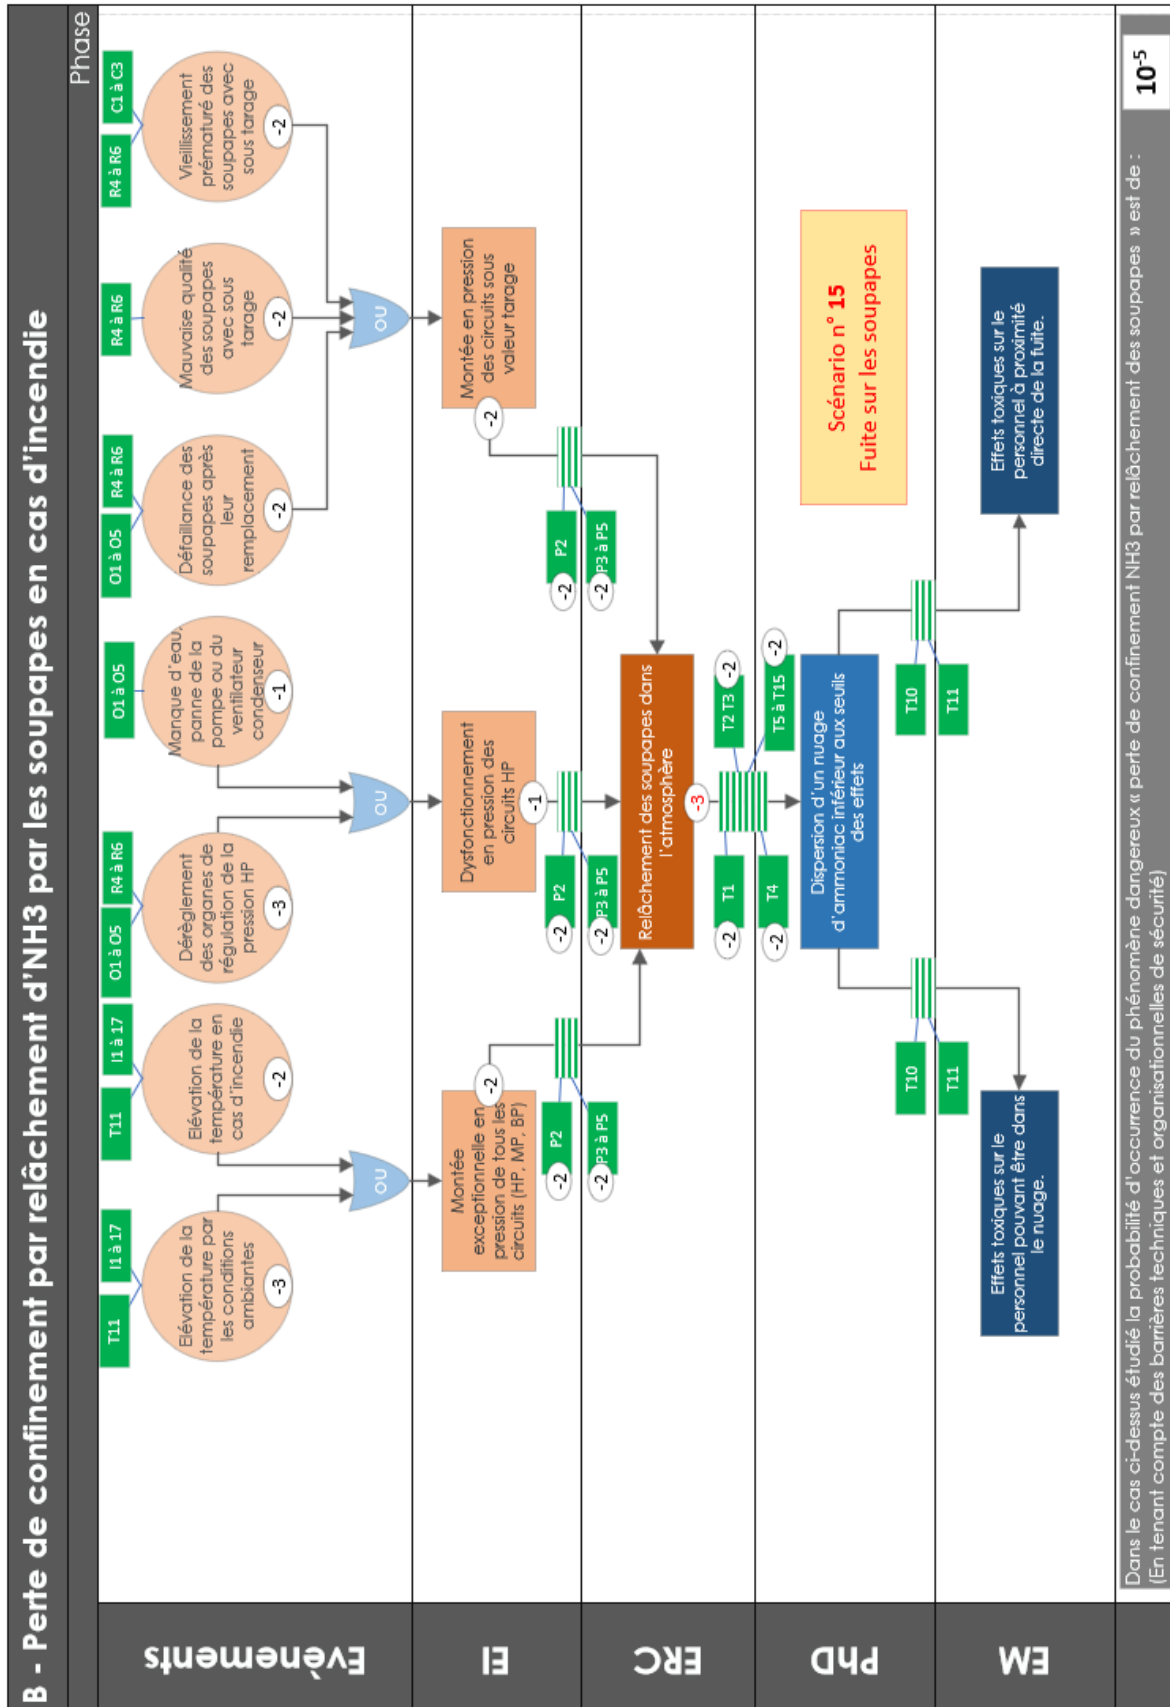 B - Perte de confinement par relâchement d'NH3 par les soupapes en cas d'incendie
Phase
Evènements
T11
I1 à 17
T11
I1 à 17
O1 à O5
R4 à R6
O1 à O5
O1 à O5
R4 à R6
R4 à R6
R4 à R6
C1 à C3
Elévation de la
température par
les conditions
ambiantes
-3
Elévation de la
température en
cas d'incendie
-2
Dérèglement
des organes de
régulation de la
pression HP
-3
Manque d'eau,
panne de la
pompe ou du
ventilateur
condenseur
-1
Défaillance des
soupapes après
leur
remplacement
-2
Mauvaise qualité
des soupapes
avec sous
tarage
-2
Vieillissement
prématuré des
soupapes avec
sous tarage
-2
OU
OU
OU
EI
Montée
exceptionnelle en
pression de tous les
circuits (HP, MP, BP)
-2
Dysfonctionnement
en pression des
circuits HP
-1
Montée en pression
des circuits sous
valeur tarage
-2
-2
P2
-2
P2
-2
P2
-2
P3 à P5
-2
P3 à P5
-2
P3 à P5
ERC
Relâchement des soupapes dans
l'atmosphère
-3
-2
T1
T2 T3
-2
-2
T4
T5 à T15
-2
PhD
Dispersion d'un nuage
d'ammoniac inférieur aux seuils
des effets
Scénario n° 15
Fuite sur les soupapes
T10
T11
T10
T11
EM
Effets toxiques sur le
personnel pouvant être dans
le nuage.
Effets toxiques sur le
personnel à proximité
directe de la fuite.
Dans le cas ci-dessus étudié la probabilité d'occurrence du phénomène dangereux « perte de confinement NH3 par relâchement des soupapes » est de :
(En tenant compte des barrières techniques et organisationnelles de sécurité)
10-5